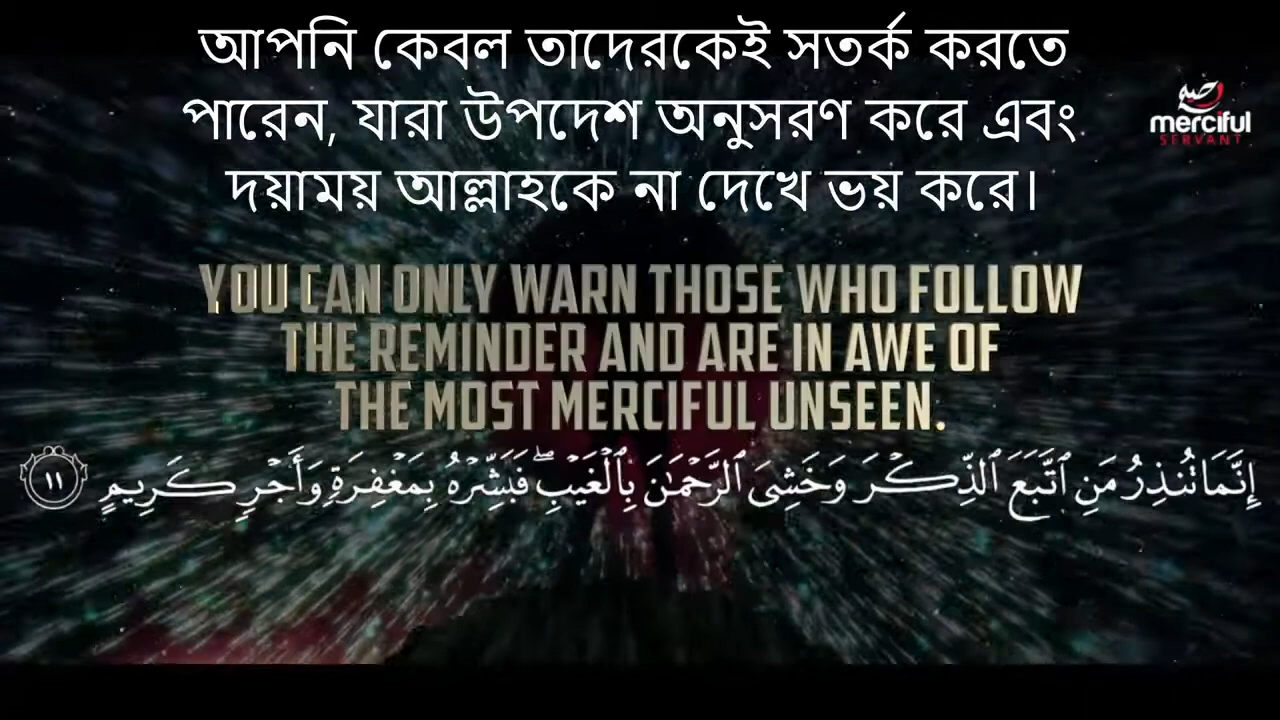 আপনি কেবল তাদেরকেই সতর্ক করতে
পারেন, যারা উপদেশ অনুসরণ করে এবং
দয়াময় আল্লাহকে না দেখে ভয় করে।
merciful
SERVANT
YOU CAN ONLY WARN THOSE WHO FOLLOW
THE REMINDER AND ARE IN AWE OF
THE MOST MERCIFUL UNSEEN.
إِنَّمَا تُنذِرُ مَنِ ٱتَّبَعَ ٱلذِّكْرَ وَخَشِىَ ٱلرَّحْمَٰنَ بِٱلْغَيْبِ ۖ فَبَشِّرْهُ بِمَغْفِرَةٍ وَأَجْرٍ كَرِيمٍ ١١